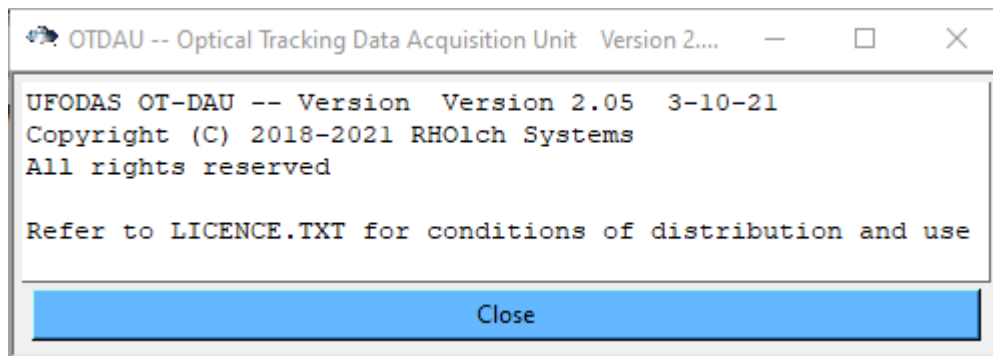 OTDAU -- Optical Tracking Data Acquisition Unit Version 2....
UFODAS OT-DAU -- Version  Version 2.05  3-10-21
Copyright (C) 2018-2021 RHOlch Systems
All rights reserved
Refer to LICENCE.TXT for conditions of distribution and use
Close